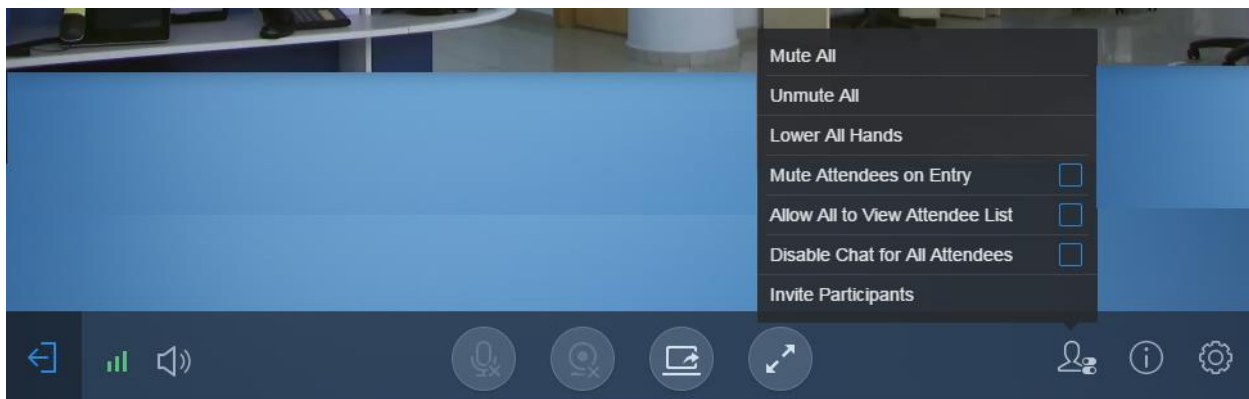 Mute All
Unmute All
Lower All Hands
Mute Attendees on Entry
Allow All to View Attendee List
Disable Chat for All Attendees
Invite Participants